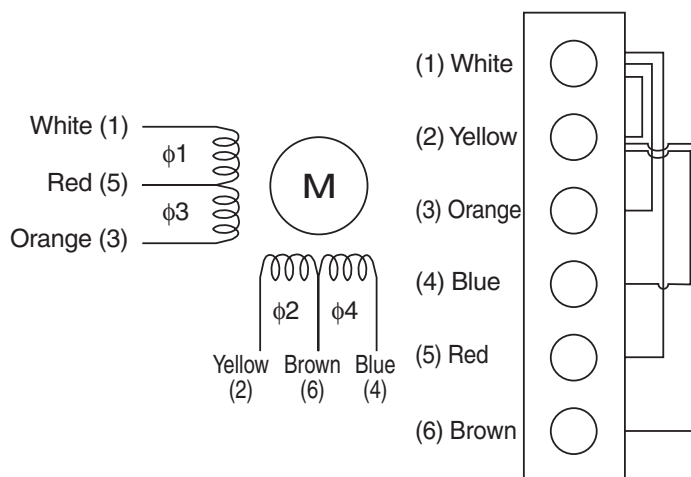 White (1)
ϕ1
Red (5)
ϕ3
Orange (3)
M
ϕ2
ϕ4
Yellow Brown Blue
(2) (6) (4)
(1) White
(2) Yellow
(3) Orange
(4) Blue
(5) Red
(6) Brown